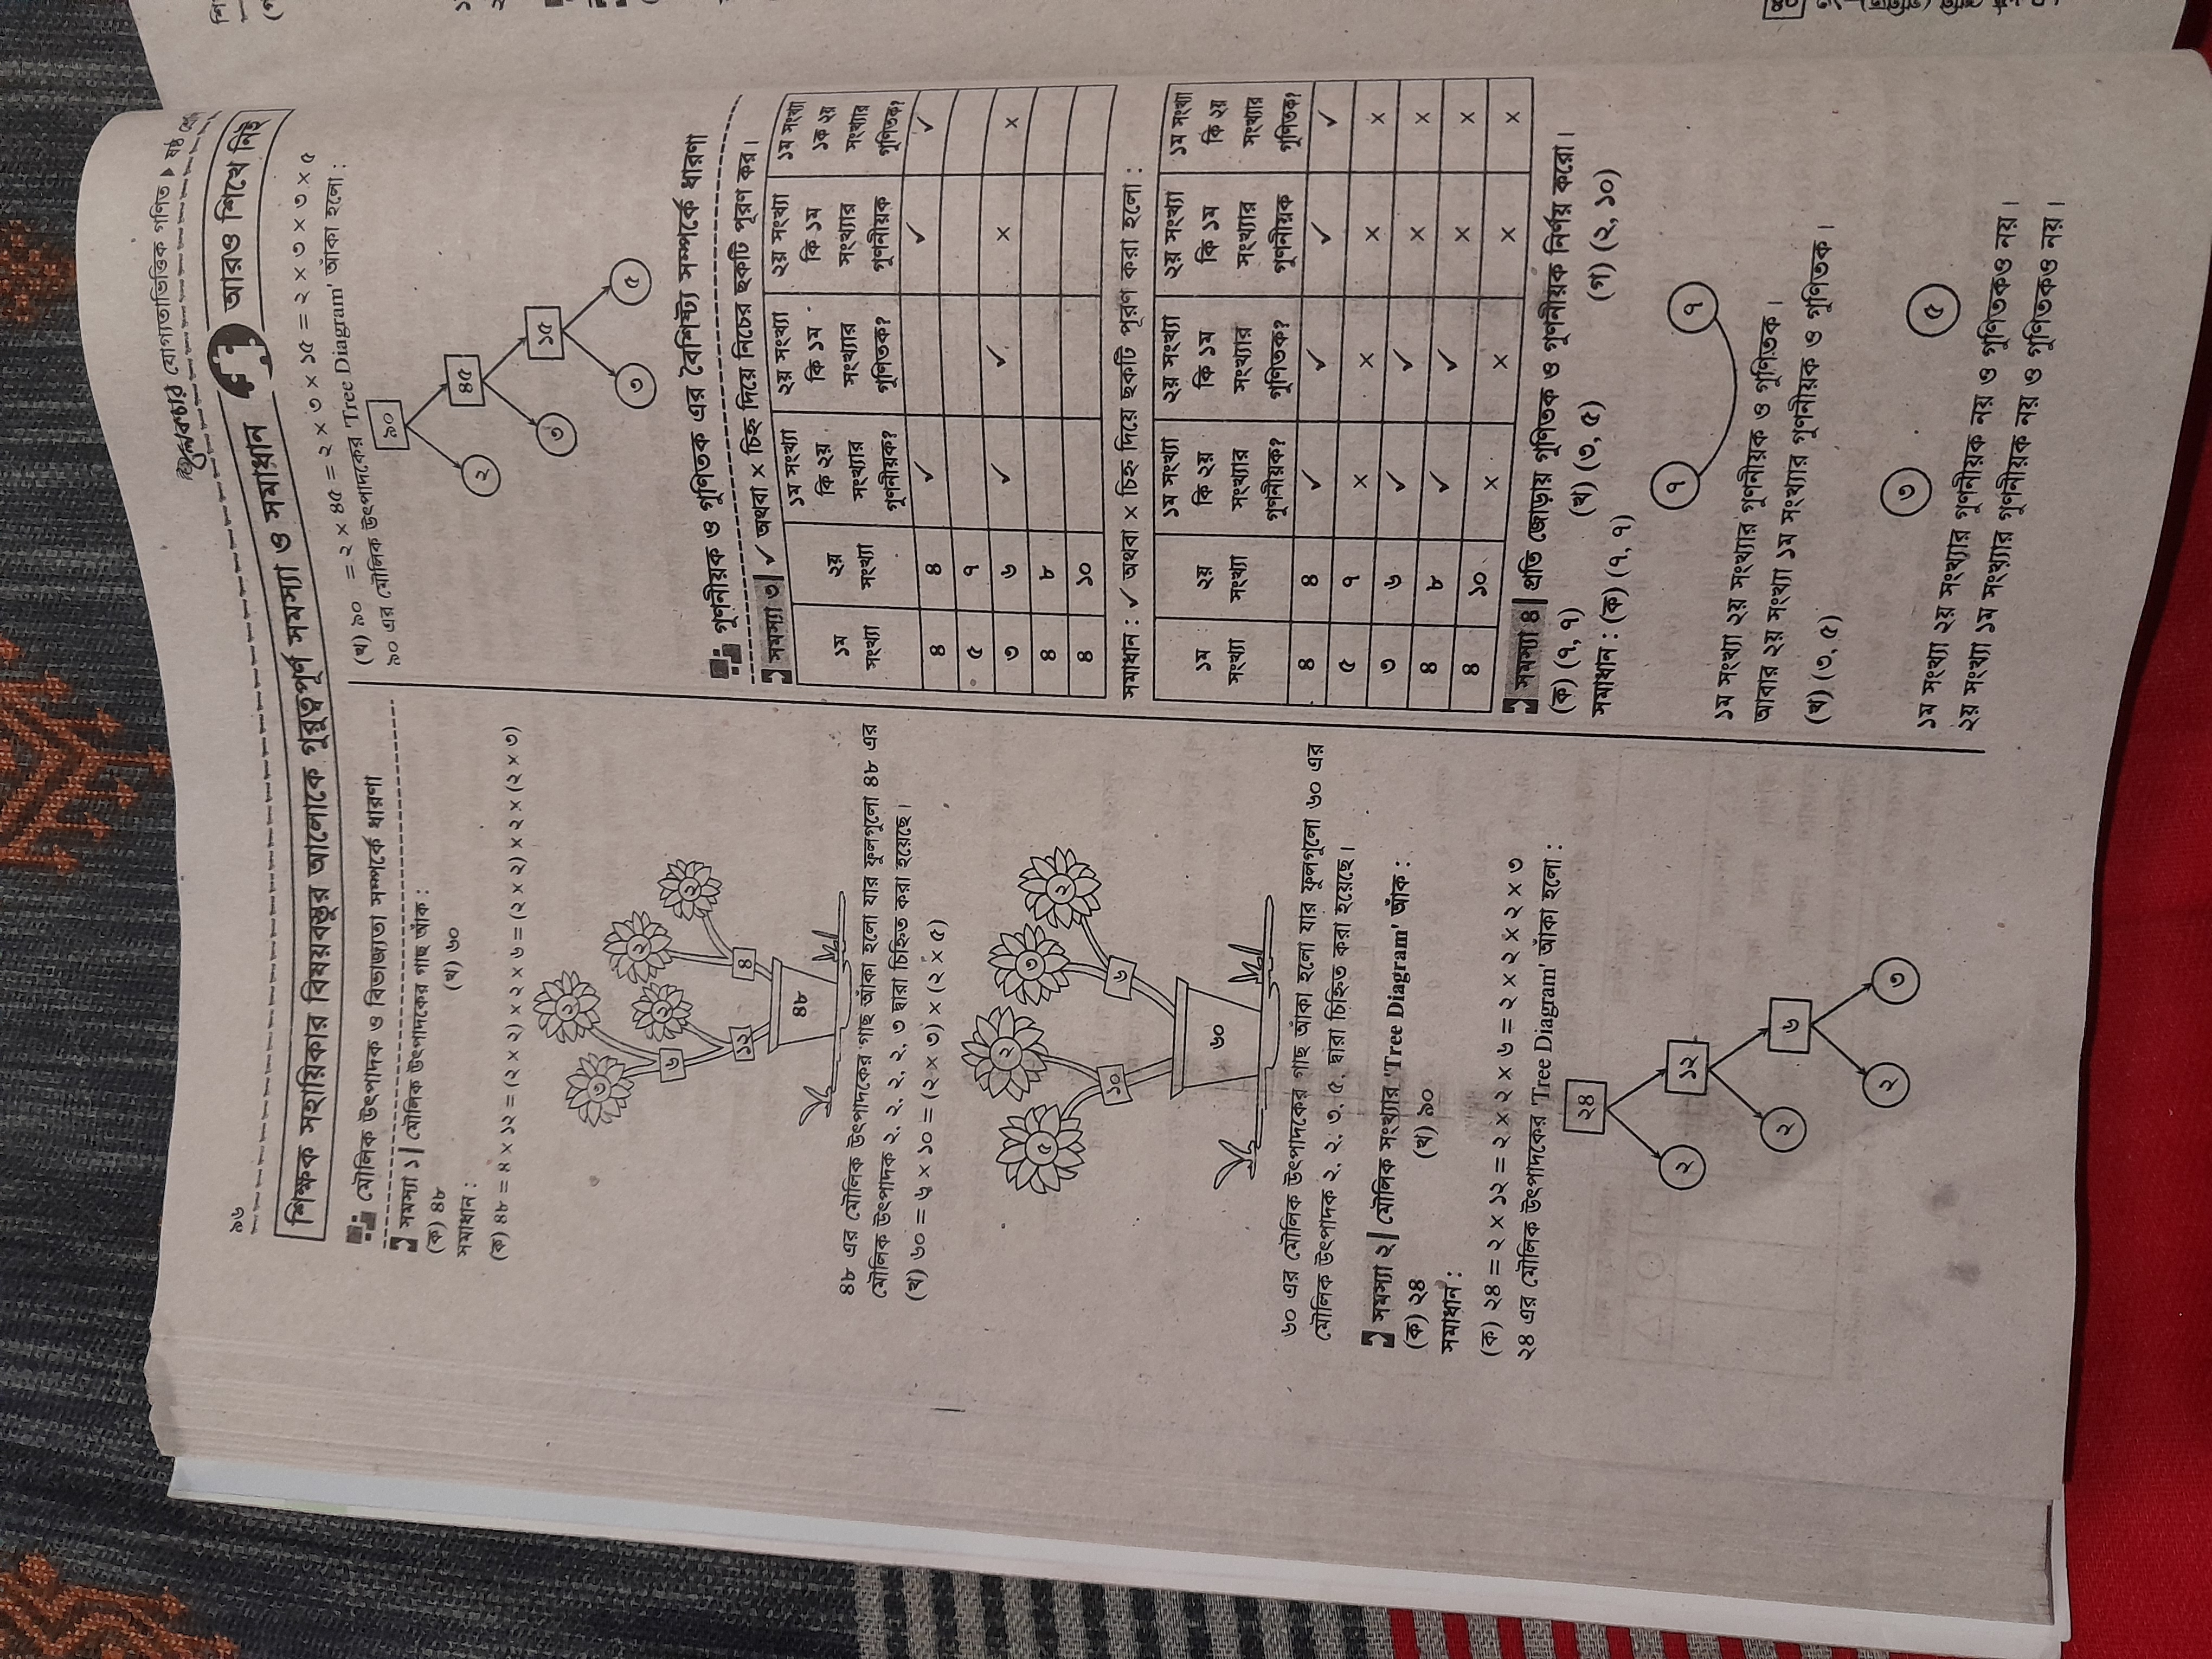 লেকচার যোগ্যতাভিত্তিক গণিত ▶ ষষ্ঠ
৯৬
শিক্ষক সহায়িকার বিষয়বস্তুর আলোকে গুরুত্বপূর্ণ সমস্যা ও সমাধান আরও শিখে নিই
মৌলিক উৎপাদক ও বিভাজ্যতা সম্পর্কে ধারণা
সমস্যা ১ | মৌলিক উৎপাদকের গাছ আঁক :
(ক) ৪৮ (খ) ৬০
সমাধান :
(ক) ৪৮ = ৪ × ১২ = (২ × ২) × ২ × ৬ = (২ × ২) × ২ × (২ × ৩)
২
৩
২
২
৬
২
১২ ৪
৪৮
৪৮ এর মৌলিক উৎপাদকের গাছ আঁকা হলো যার ফুলগুলো ৪৮ এর
মৌলিক উৎপাদক ২, ২, ২, ২, ৩ দ্বারা চিহ্নিত করা হয়েছে।
(খ) ৬০ = ৬ × ১০ = (২ × ৩) × (২ × ৫)
৫ ২ ৩ ২
১০ ৬
৬০
৬০ এর মৌলিক উৎপাদকের গাছ আঁকা হলো যার ফুলগুলো ৬০ এর
মৌলিক উৎপাদক ২, ২, ৩, ৫, দ্বারা চিহ্নিত করা হয়েছে।
সমস্যা ২ | মৌলিক সংখ্যার 'Tree Diagram' আঁক :
(ক) ২৪ (খ) ৯০
সমাধান :
(ক) ২৪ = ২ × ১২ = ২ × ২ × ৬ = ২ × ২ × ২ × ৩
২৪ এর মৌলিক উৎপাদকের 'Tree Diagram' আঁকা হলো :
২৪
২ ১২
২ ৬
২ ৩
(খ) ৯০ = ২ × ৪৫ = ২ × ৩ × ১৫ = ২ × ৩ × ৩ × ৫
৯০ এর মৌলিক উৎপাদকের 'Tree Diagram' আঁকা হলো :
৯০
২ ৪৫
৩ ১৫
৩ ৫
গুণনীয়ক ও গুণিতক এর বৈশিষ্ট্য সম্পর্কে ধারণা
সমস্যা ৩ | ✓ অথবা × চিহ্ন দিয়ে নিচের ছকটি পূরণ কর।
১ম সংখ্যা ২য় সংখ্যা ১ম সংখ্যা কি ২য় সংখ্যার গুণনীয়ক? ২য় সংখ্যা কি ১ম সংখ্যার গুণিতক? ২য় সংখ্যা কি ১ম সংখ্যার গুণনীয়ক ১ম সংখ্যা ১ক ২য় সংখ্যার গুণিতক?
৪ ৪ ✓ ✓ ✓
৫ ৭
৩ ৬ ✓ ✓ × ×
৪ ৮
৪ ১০
সমাধান : ✓ অথবা × চিহ্ন দিয়ে ছকটি পূরণ করা হলো :
১ম সংখ্যা ২য় সংখ্যা ১ম সংখ্যা কি ২য় সংখ্যার গুণনীয়ক? ২য় সংখ্যা কি ১ম সংখ্যার গুণিতক? ২য় সংখ্যা কি ১ম সংখ্যার গুণনীয়ক ১ম সংখ্যা কি ২য় সংখ্যার গুণিতক?
৪ ৪ ✓ ✓ ✓ ✓
৫ ৭ × × × ×
৩ ৬ ✓ ✓ × ×
৪ ৮ ✓ ✓ × ×
৪ ১০ × × × ×
সমস্যা ৪ | প্রতি জোড়ায় গুণিতক ও গুণনীয়ক নির্ণয় করো।
(ক) (৭, ৭) (খ) (৩, ৫) (গ) (২, ১০)
সমাধান : (ক) (৭, ৭)
৭ ৭
১ম সংখ্যা ২য় সংখ্যার গুণনীয়ক ও গুণিতক।
আবার ২য় সংখ্যা ১ম সংখ্যার গুণনীয়ক ও গুণিতক।
(খ) (৩, ৫)
৩ ৫
১ম সংখ্যা ২য় সংখ্যার গুণনীয়ক নয় ও গুণিতকও নয়।
২য় সংখ্যা ১ম সংখ্যার গুণনীয়ক নয় ও গুণিতকও নয়।